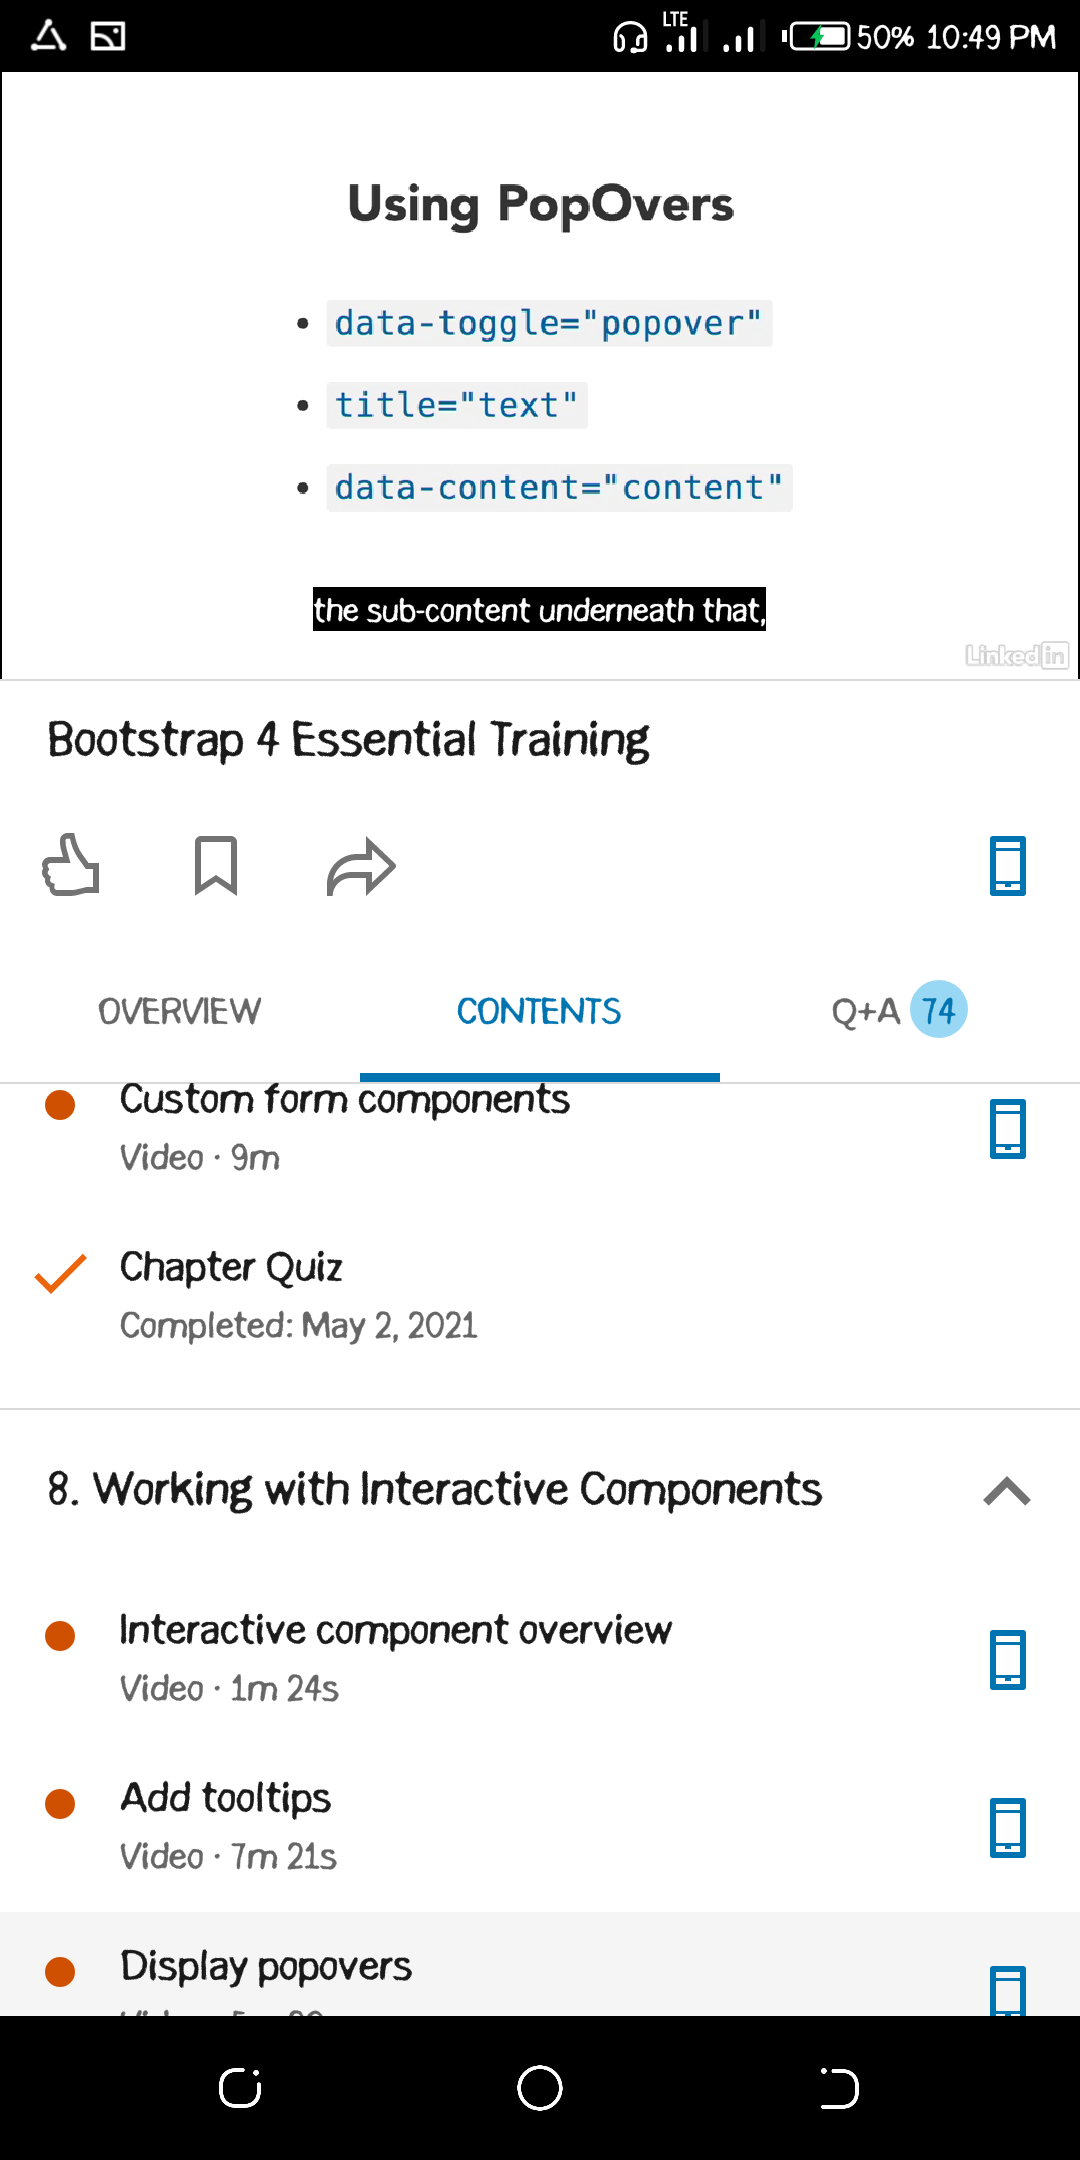 LTE
50% 10:49 PM
Using PopOvers
• data-toggle="popover"
• title="text"
• data-content="content"
the sub-content underneath that,
Linked in
Bootstrap 4 Essential Training
OVERVIEW CONTENTS Q+A 74
Custom form components
Video · 9m
Chapter Quiz
Completed: May 2, 2021
8. Working with Interactive Components
Interactive component overview
Video · 1m 24s
Add tooltips
Video · 7m 21s
Display popovers